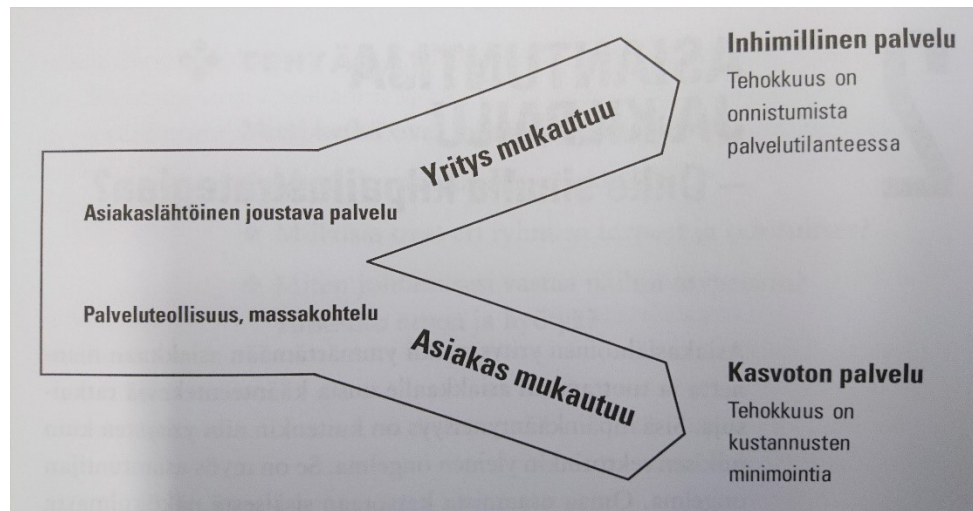 Inhimillinen palvelu
Tehokkuus on
onnistumista
palvelutilanteessa
Yritys mukautuu
Asiakaslähtöinen joustava palvelu
Palveluteollisuus, massakohtelu
Asiakas mukautuu
Kasvoton palvelu
Tehokkuus on
kustannusten
minimointia